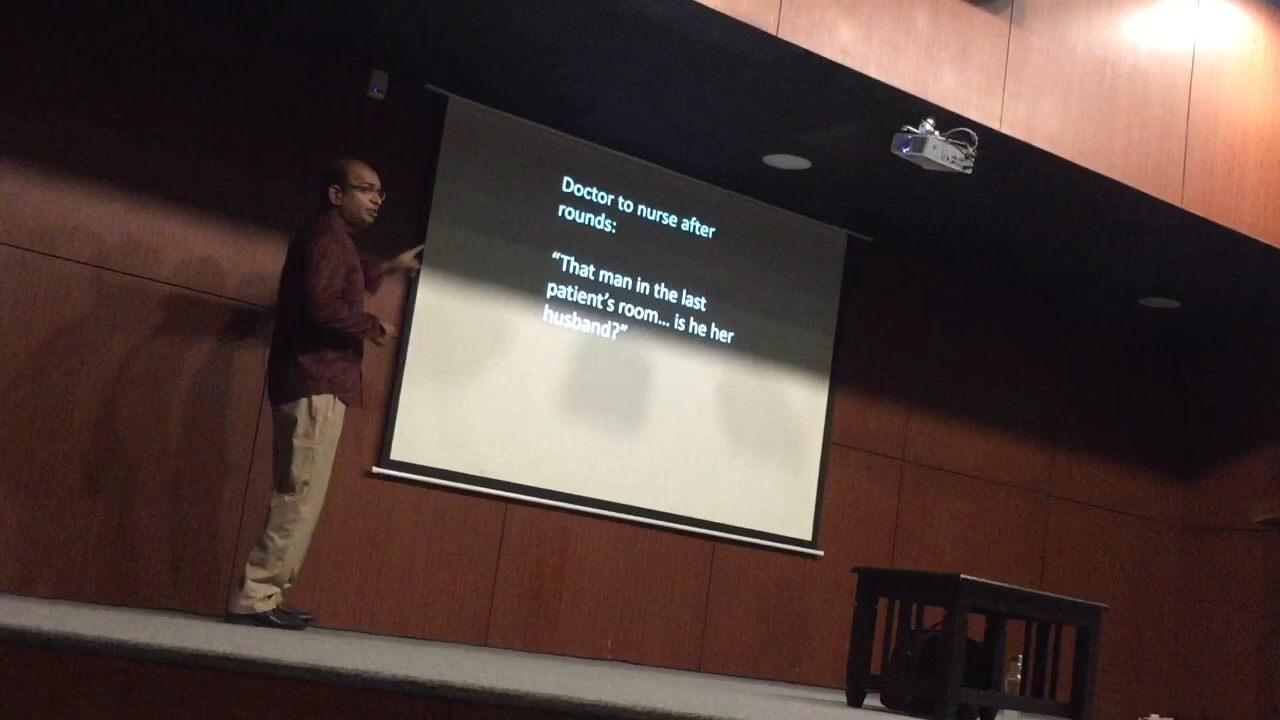 Doctor to nurse after
rounds:
“That man in the last
patient’s room... is he her
husband?”